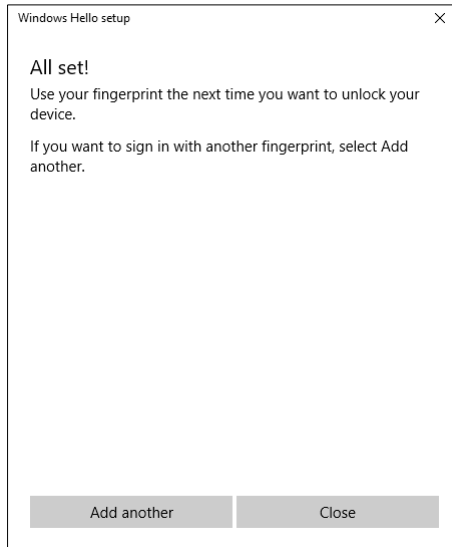 Windows Hello setup
All set!
Use your fingerprint the next time you want to unlock your
device.
If you want to sign in with another fingerprint, select Add
another.
Add another
Close